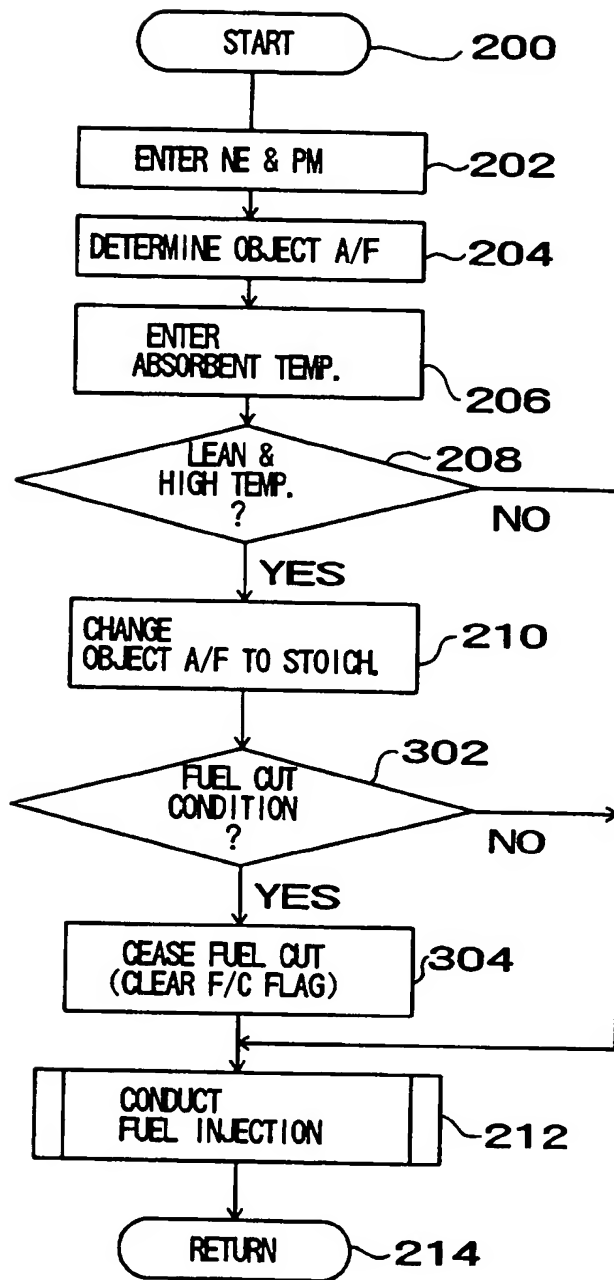 START
200
ENTER NE & PM
202
DETERMINE OBJECT A/F
204
ENTER
ABSORBENT TEMP.
206
LEAN &
HIGH TEMP.
?
208
NO
YES
CHANGE
OBJECT A/F TO STOICH.
210
FUEL CUT
CONDITION
?
302
NO
YES
CEASE FUEL CUT
(CLEAR F/C FLAG)
304
CONDUCT
FUEL INJECTION
212
RETURN
214